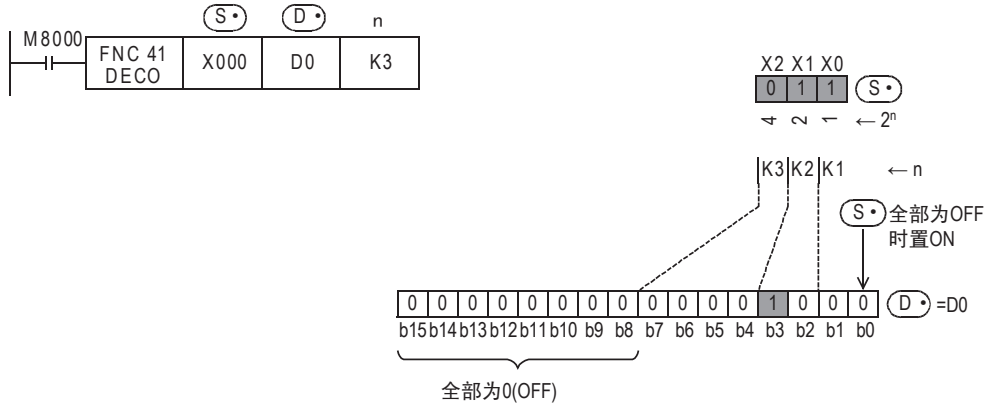 S• D• n
M8000 FNC 41 DECO X000 D0 K3
X2 X1 X0
0 1 1 S•
4 2 1 ← 2ⁿ
K3 K2 K1 ← n
S• 全部为OFF
时置ON
0 0 0 0 0 0 0 0 0 0 0 0 1 0 0 0 D• =D0
b15 b14 b13 b12 b11 b10 b9 b8 b7 b6 b5 b4 b3 b2 b1 b0
全部为0(OFF)